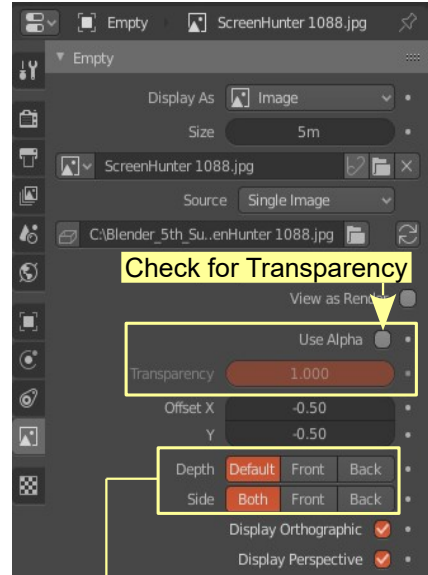 Empty ScreenHunter 1088.jpg
Empty
Display As Image
Size 5m
ScreenHunter 1088.jpg
Source Single Image
C:\Blender_5th_Su..enHunter 1088.jpg
Check for Transparency
View as Render
Use Alpha
Transparency 1.000
Offset X -0.50
Y -0.50
Depth Default Front Back
Side Both Front Back
Display Orthographic
Display Perspective